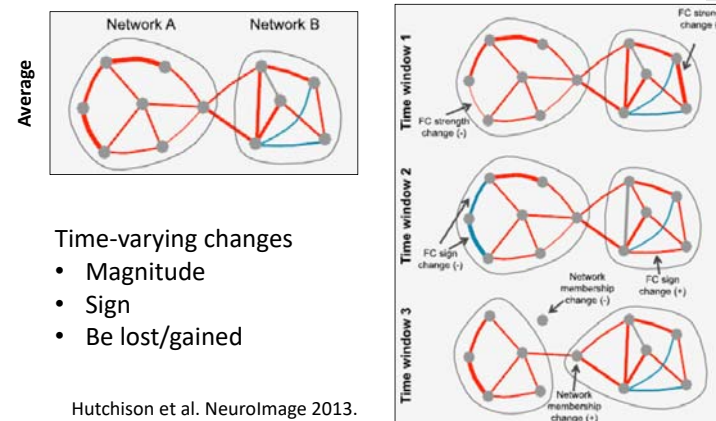 Network A Network B
Average
Time-varying changes
• Magnitude
• Sign
• Be lost/gained
Hutchison et al. NeuroImage 2013.
Time window 1
FC
change
FC strength
change (-)
Time window 2
FC sign
change (-)
FC sign
change (+)
Time window 3
Network
membership
change (-)
Network
membership
change (+)